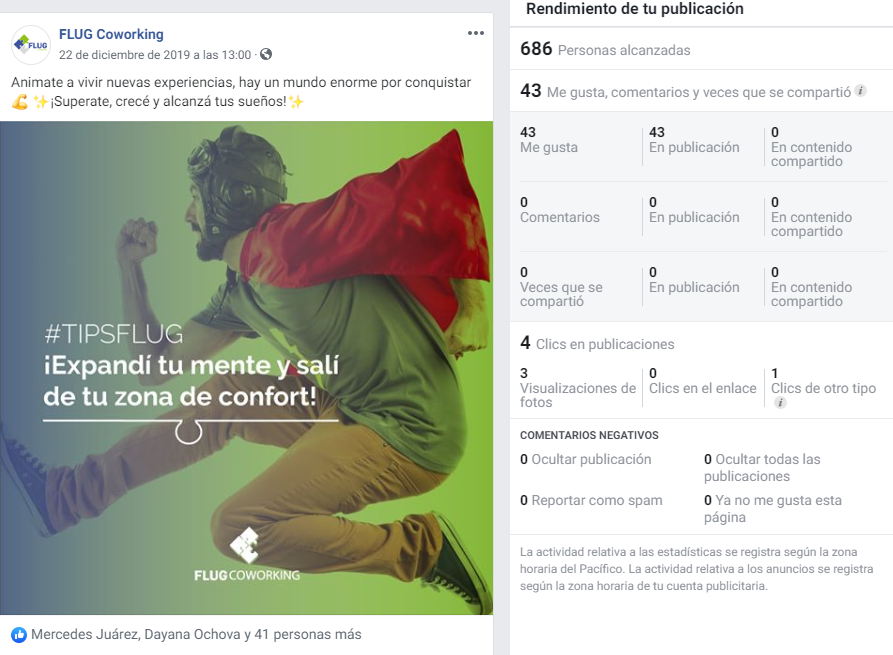 FLUG
FLUG Coworking
22 de diciembre de 2019 a las 13:00 ·
Animate a vivir nuevas experiencias, hay un mundo enorme por conquistar
💪 ✨¡Superate, crecé y alcanzá tus sueños!✨
#TIPSFLUG
¡Expandí tu mente y salí
de tu zona de confort!
FLUGCOWORKING
Mercedes Juárez, Dayana Ochova y 41 personas más
Rendimiento de tu publicación
686 Personas alcanzadas
43 Me gusta, comentarios y veces que se compartió
43
Me gusta
43
En publicación
0
En contenido
compartido
0
Comentarios
0
En publicación
0
En contenido
compartido
0
Veces que se
compartió
0
En publicación
0
En contenido
compartido
4 Clics en publicaciones
3
Visualizaciones de
fotos
0
Clics en el enlace
1
Clics de otro tipo
COMENTARIOS NEGATIVOS
0 Ocultar publicación
0 Ocultar todas las
publicaciones
0 Reportar como spam
0 Ya no me gusta esta
página
La actividad relativa a las estadísticas se registra según la zona
horaria del Pacífico. La actividad relativa a los anuncios se registra
según la zona horaria de tu cuenta publicitaria.